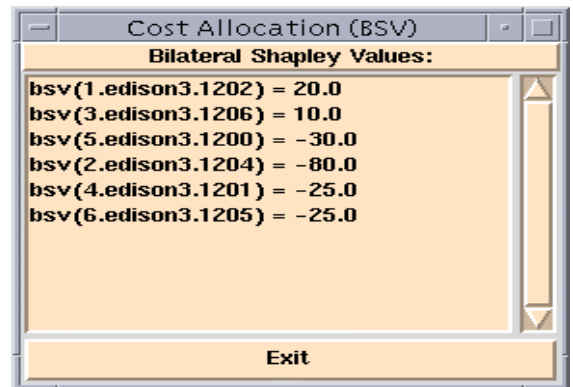 Cost Allocation (BSV)
Bilateral Shapley Values:
bsv(1.edison3.1202) = 20.0
bsv(3.edison3.1206) = 10.0
bsv(5.edison3.1200) = -30.0
bsv(2.edison3.1204) = -80.0
bsv(4.edison3.1201) = -25.0
bsv(6.edison3.1205) = -25.0
Exit